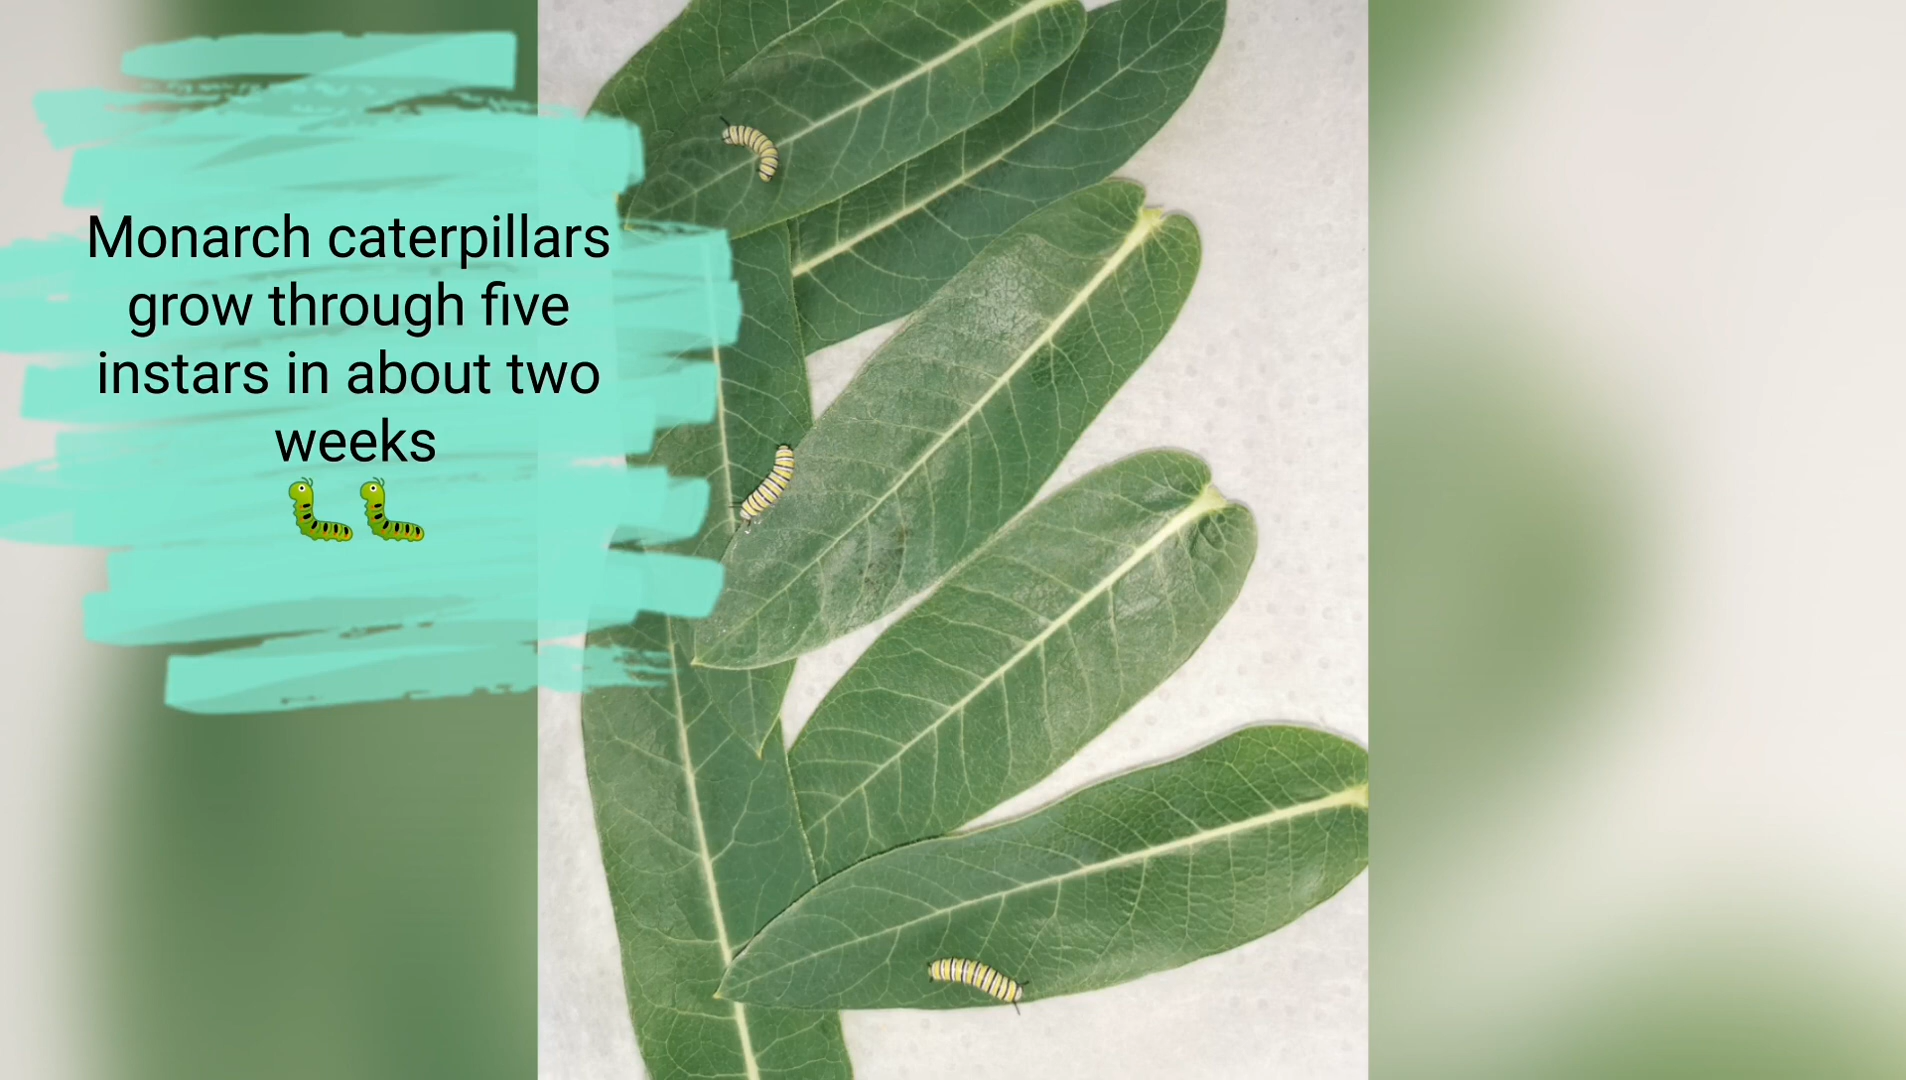 Monarch caterpillars
grow through five
instars in about two
weeks
🐛🐛